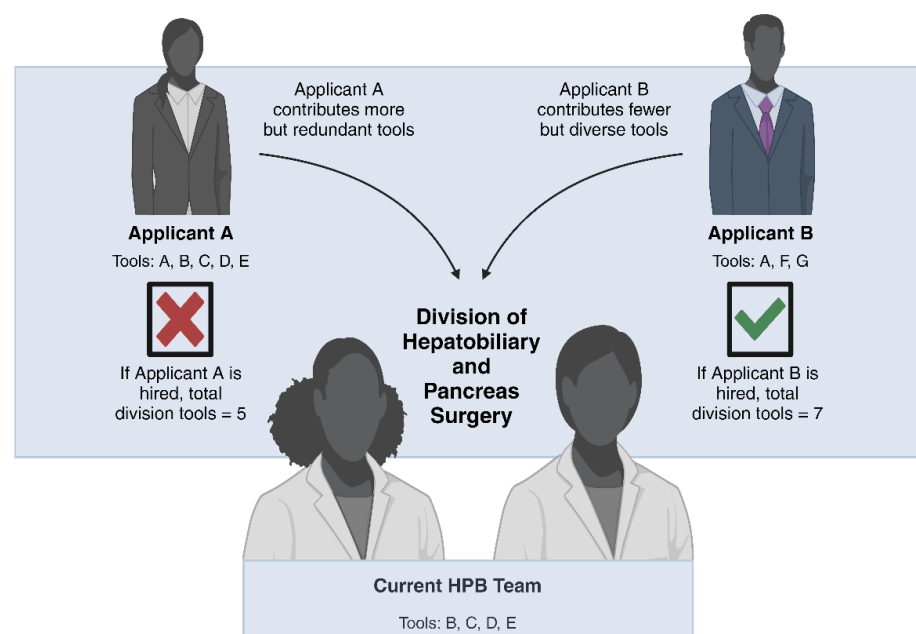 Applicant A
contributes more
but redundant tools
Applicant B
contributes fewer
but diverse tools
Applicant A
Tools: A, B, C, D, E
If Applicant A is
hired, total
division tools = 5
Applicant B
Tools: A, F, G
If Applicant B is
hired, total
division tools = 7
Division of
Hepatobiliary
and
Pancreas
Surgery
Current HPB Team
Tools: B, C, D, E